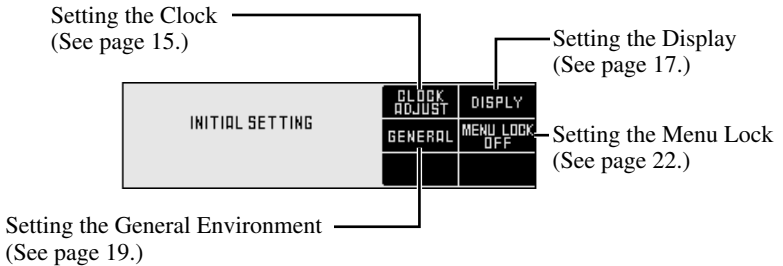 Setting the Clock
(See page 15.)
Setting the Display
(See page 17.)
INITIAL SETTING
CLOCK
ADJUST
DISPLY
GENERAL
MENU LOCK
OFF
Setting the Menu Lock
(See page 22.)
Setting the General Environment
(See page 19.)